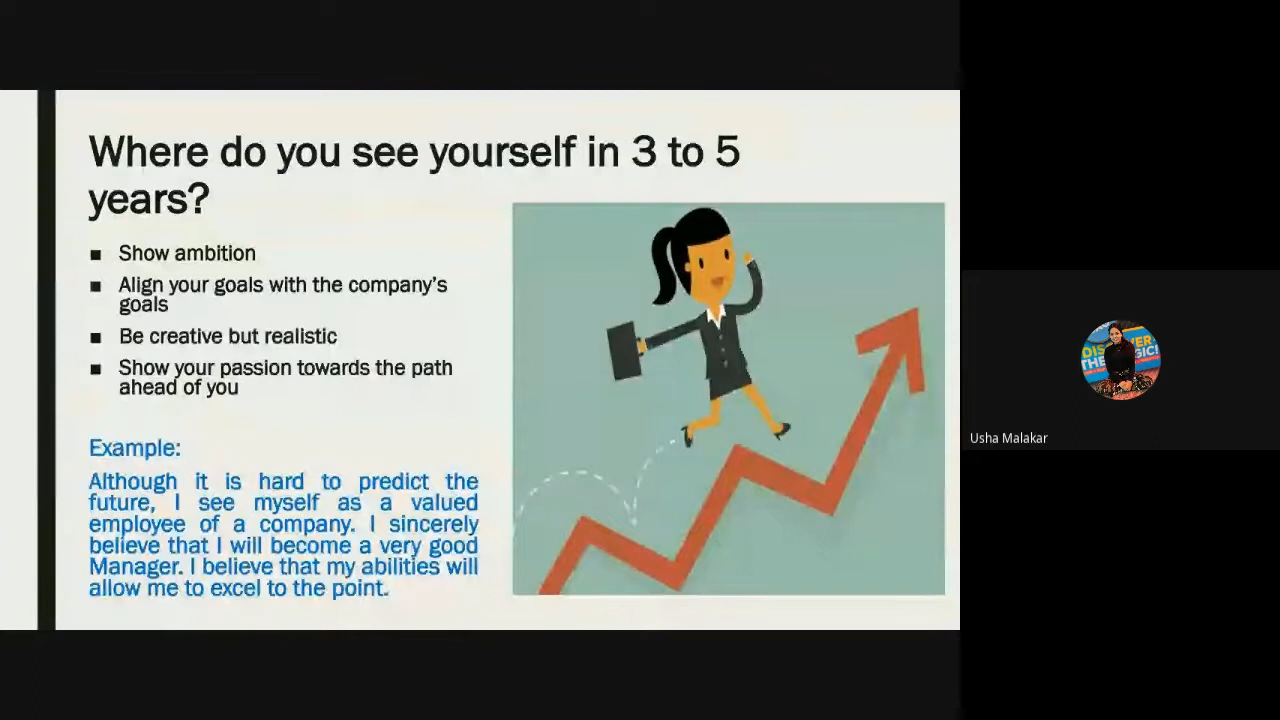 Where do you see yourself in 3 to 5
years?
■ Show ambition
■ Align your goals with the company's
goals
■ Be creative but realistic
■ Show your passion towards the path
ahead of you
Example:
Although it is hard to predict the
future, I see myself as a valued
employee of a company. I sincerely
believe that I will become a very good
Manager. I believe that my abilities will
allow me to excel to the point.
Usha Malakar